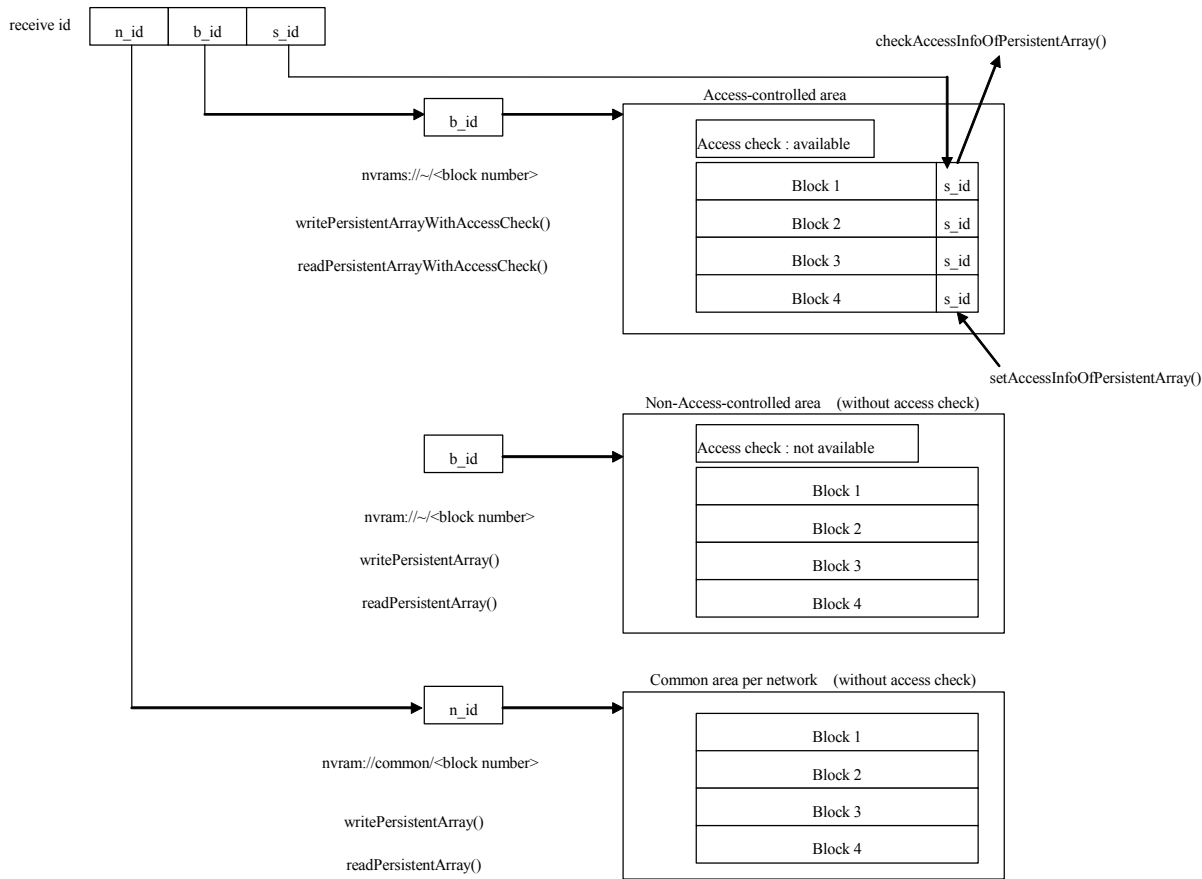 receive id
n_id b_id s_id
checkAccessInfoOfPersistentArray()
Access-controlled area
b_id
Access check : available
nvrams://~/<block number>
Block 1 s_id
writePersistentArrayWithAccessCheck()
Block 2 s_id
readPersistentArrayWithAccessCheck()
Block 3 s_id
Block 4 s_id
setAccessInfoOfPersistentArray()
Non-Access-controlled area (without access check)
Access check : not available
b_id
Block 1
nvram://~/<block number>
Block 2
writePersistentArray()
Block 3
readPersistentArray()
Block 4
Common area per network (without access check)
n_id
Block 1
nvram://common/<block number>
Block 2
Block 3
writePersistentArray()
Block 4
readPersistentArray()